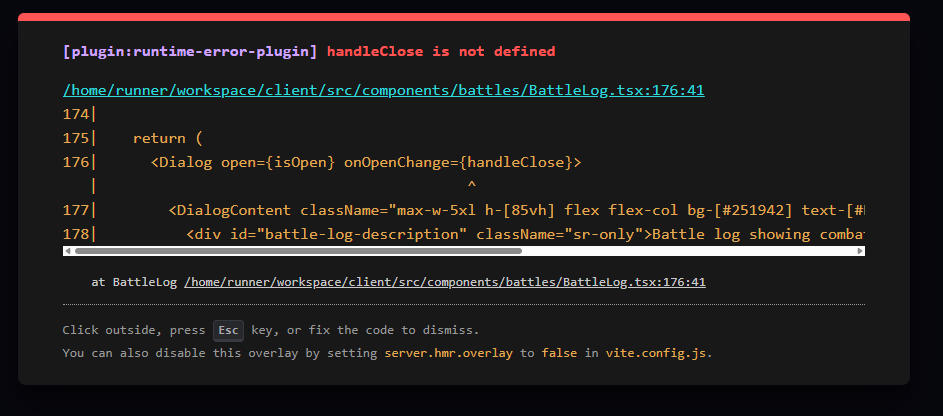 [plugin:runtime-error-plugin] handleClose is not defined
/home/runner/workspace/client/src/components/battles/BattleLog.tsx:176:41
174|
175|    return (
176|      <Dialog open={isOpen} onOpenChange={handleClose}>
   |                                          ^
177|        <DialogContent className="max-w-5xl h-[85vh] flex flex-col bg-[#251942] text-[#
178|          <div id="battle-log-description" className="sr-only">Battle log showing
at BattleLog /home/runner/workspace/client/src/components/battles/BattleLog.tsx:176:41
Click outside, press Esc key, or fix the code to dismiss.
You can also disable this overlay by setting server.hmr.overlay to false in vite.config.js.